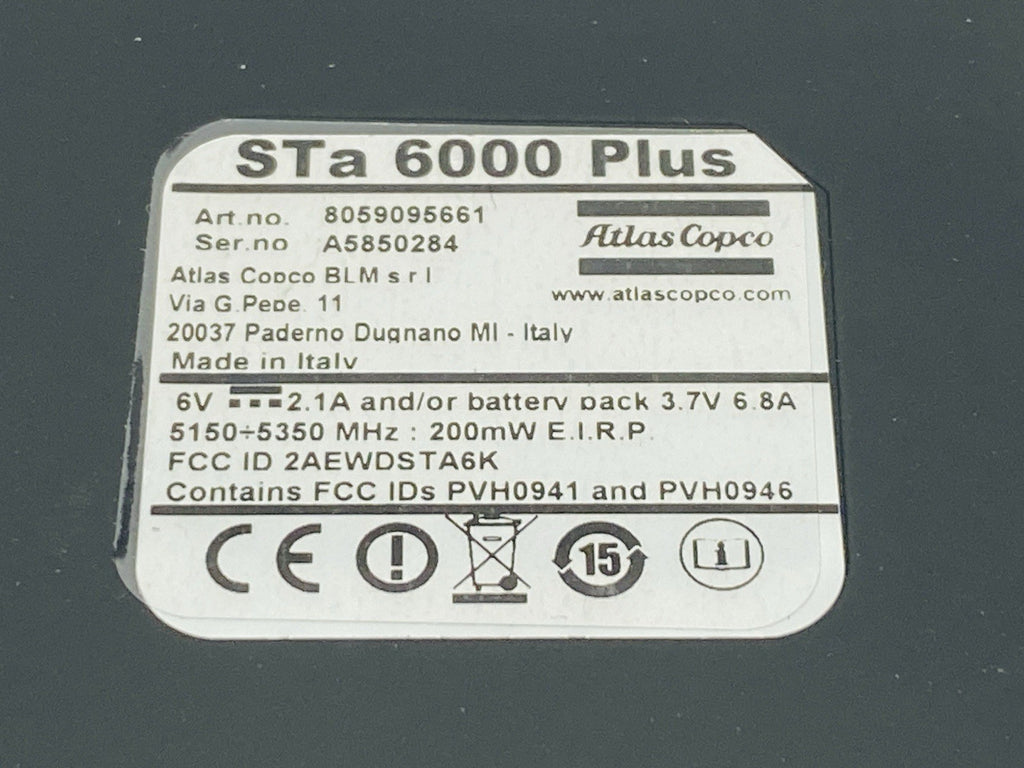 STa 6000 Plus
Art.no. 8059095661
Ser.no A5850284
Atlas Copco
www.atlascopco.com
Atlas Copco BLM s r l
Via G.Pepe. 11
20037 Paderno Dugnano MI - Italy
Made in Italy
6V ⎓ 2.1A and/or battery pack 3.7V 6.8A
5150÷5350 MHz : 200mW E.I.R.P.
FCC ID 2AEWDSTA6K
Contains FCC IDs PVH0941 and PVH0946
CE ! 15 i